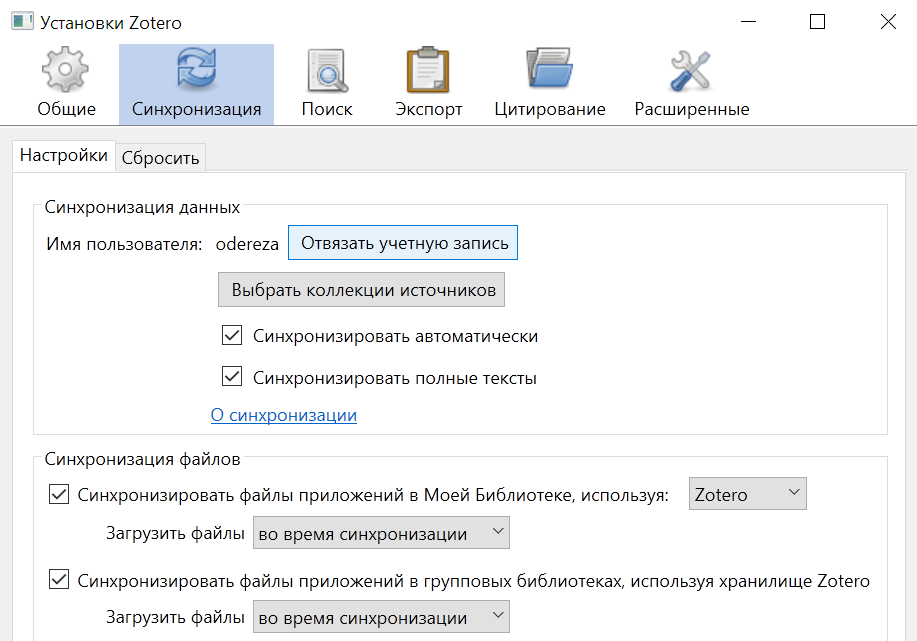 Установки Zotero
Общие Синхронизация Поиск Экспорт Цитирование Расширенные
Настройки Сбросить
Синхронизация данных
Имя пользователя: odereza Отвязать учетную запись
Выбрать коллекции источников
Синхронизировать автоматически
Синхронизировать полные тексты
О синхронизации
Синхронизация файлов
Синхронизировать файлы приложений в Моей Библиотеке, используя: Zotero
Загрузить файлы во время синхронизации
Синхронизировать файлы приложений в групповых библиотеках, используя хранилище Zotero
Загрузить файлы во время синхронизации